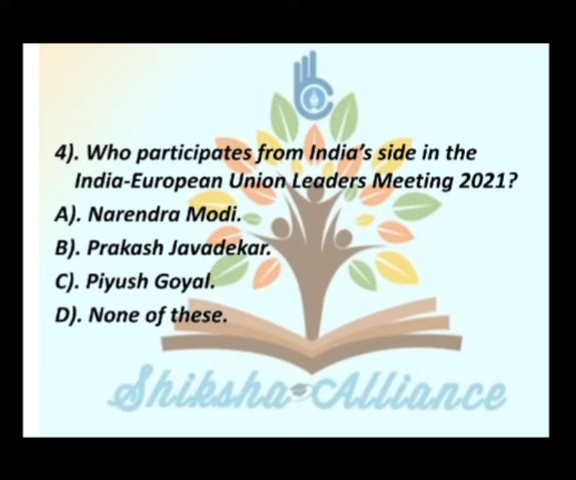 4). Who participates from India's side in the
India-European Union Leaders Meeting 2021?
A). Narendra Modi.
B). Prakash Javadekar.
C). Piyush Goyal.
D). None of these.
Shiksha Alliance